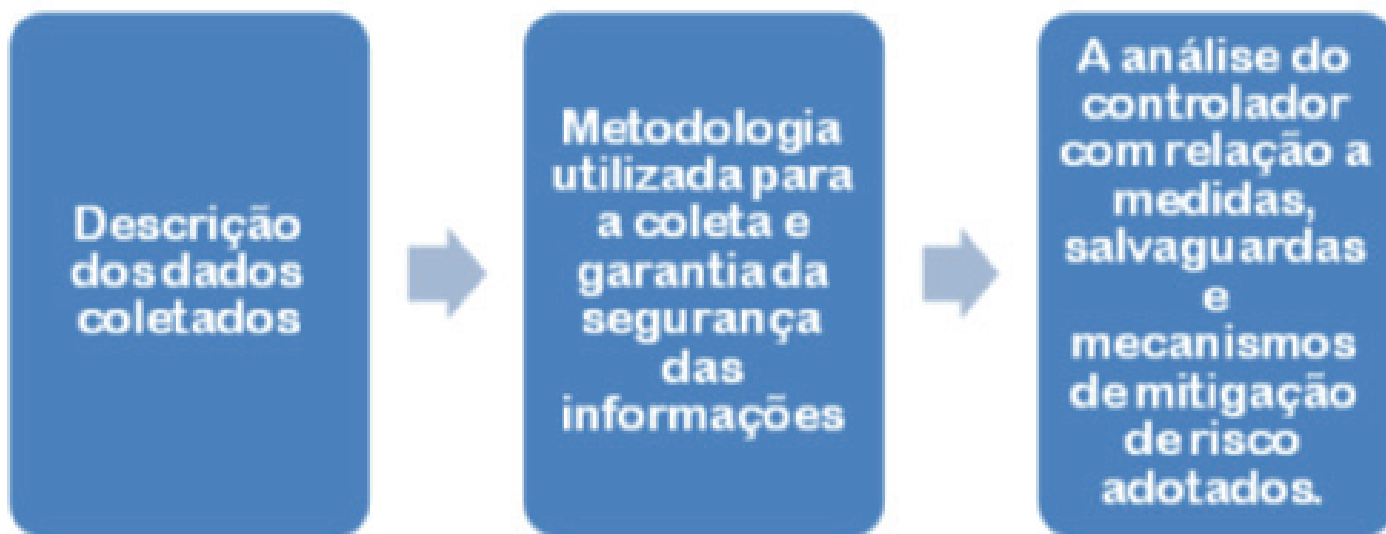 Descrição
dos dados
coletados
Metodologia
utilizada para
a coleta e
garantia da
segurança
das
informações
A análise do
controlador
com relação a
medidas,
salvaguardas
e
mecanismos
de mitigação
de risco
adotados.